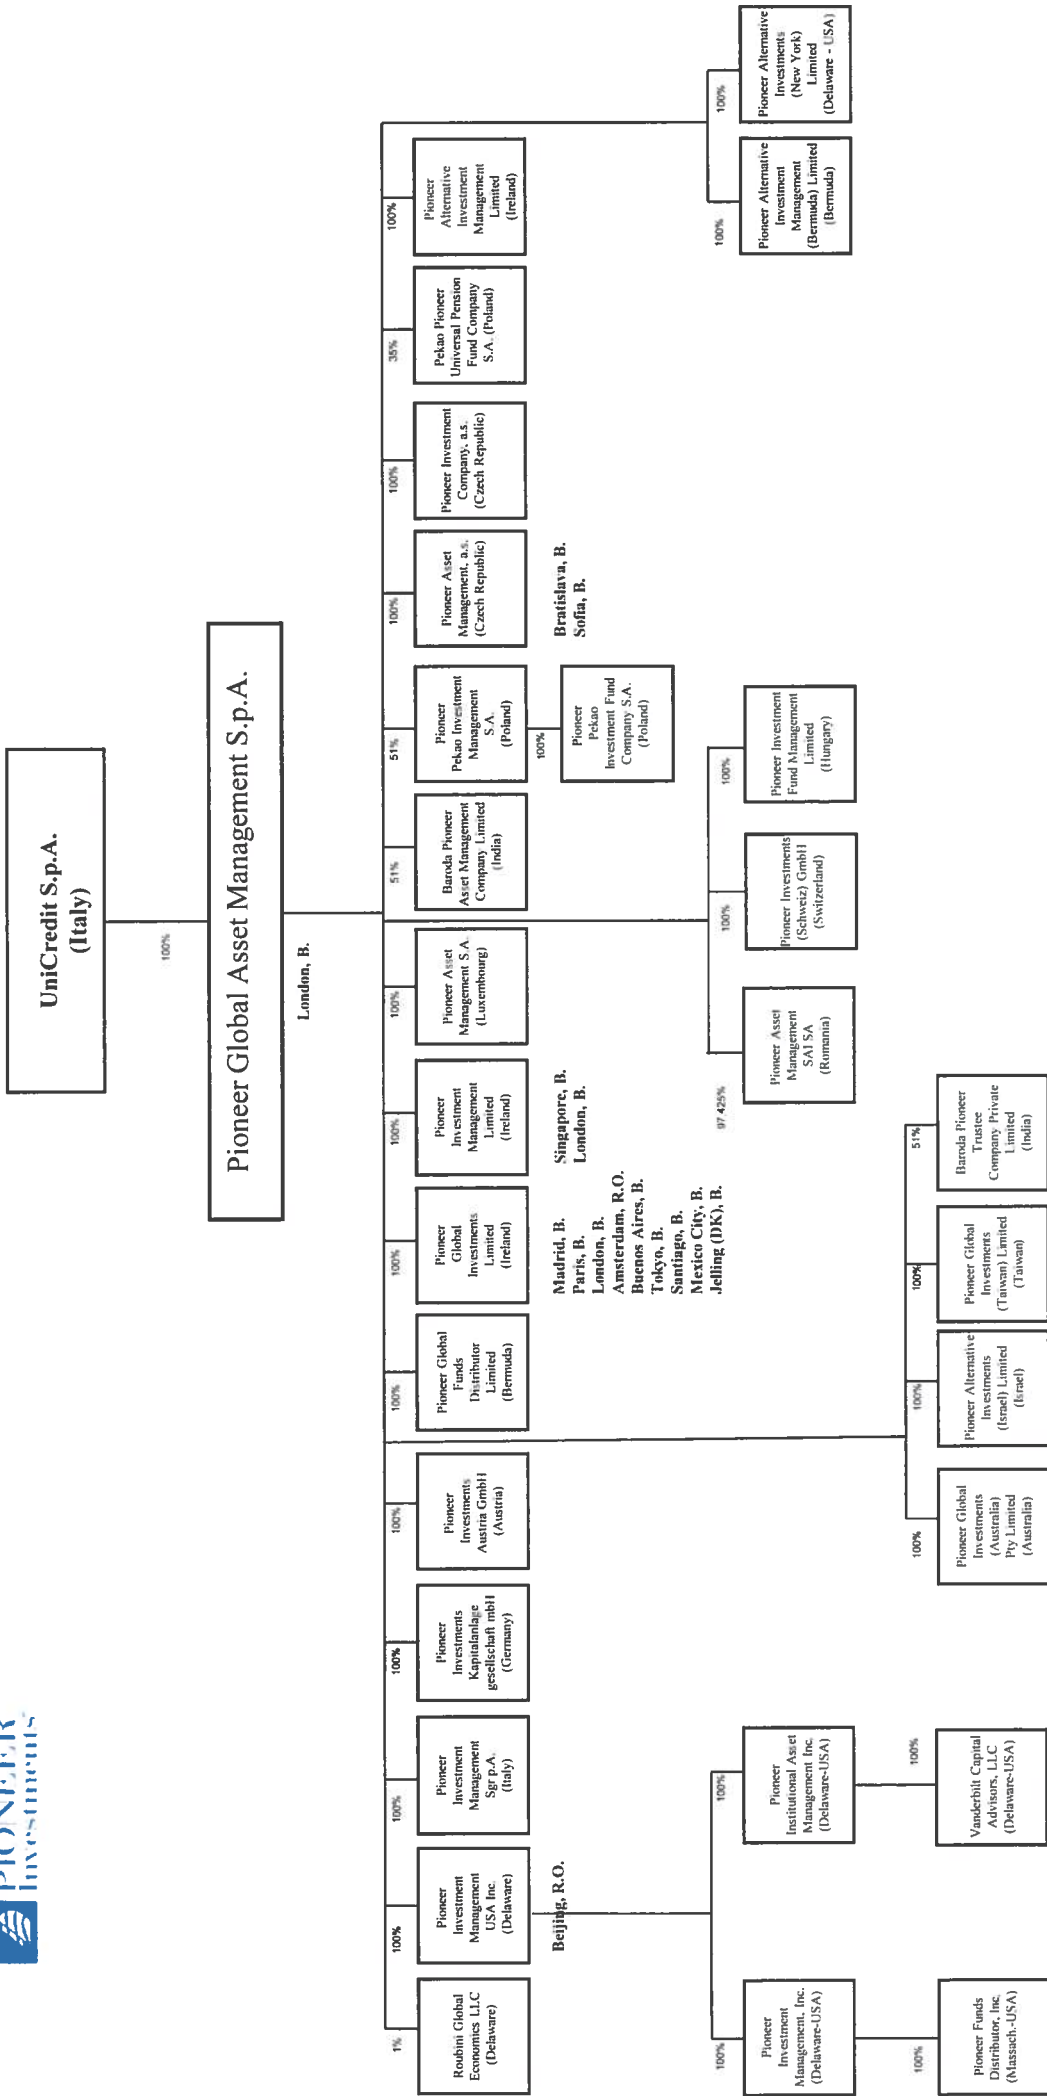 PIONEER
Investments
UniCredit S.p.A.
(Italy)
100%
Pioneer Global Asset Management S.p.A.
London, B.
1%
Roubini Global
Economics LLC
(Delaware)
100%
Pioneer
Investment
Management
USA Inc.
(Delaware)
Beijing, R.O.
100%
Pioneer
Investment
Management
Sgr p.A.
(Italy)
100%
Pioneer
Investments
Kapitalanlage
gesellschaft mbH
(Germany)
100%
Pioneer
Investments
Austria GmbH
(Austria)
100%
Pioneer Global
Funds
Distributor
Limited
(Bermuda)
100%
Pioneer
Global
Investments
Limited
(Ireland)
Madrid, B.
Paris, B.
London, B.
Amsterdam, R.O.
Buenos Aires, B.
Tokyo, B.
Santiago, B.
Mexico City, B.
Jelling (DK), B.
100%
Pioneer
Investment
Management
Limited
(Ireland)
Singapore, B.
London, B.
100%
Pioneer Asset
Management S.A.
(Luxembourg)
51%
Baroda Pioneer
Asset Management
Company Limited
(India)
51%
Pioneer
Pekao Investment
Management
S.A.
(Poland)
100%
Pioneer
Pekao
Investment Fund
Company S.A.
(Poland)
100%
Pioneer Asset
Management, a.s.
(Czech Republic)
Bratislava, B.
Sofia, B.
100%
Pioneer Investment
Company, a.s.
(Czech Republic)
35%
Pekao Pioneer
Universal Pension
Fund Company
S.A. (Poland)
100%
Pioneer
Alternative
Investment
Management
Limited
(Ireland)
100%
Pioneer
Investment
Management, Inc.
(Delaware-USA)
100%
Pioneer
Institutional Asset
Management Inc.
(Delaware-USA)
97.425%
Pioneer Asset
Management
SAI SA
(Romania)
100%
Pioneer Investments
(Schweiz) GmbH
(Switzerland)
100%
Pioneer Investment
Fund Management
Limited
(Hungary)
100%
Pioneer Alternative
Investment
Management
(Bermuda) Limited
(Bermuda)
100%
Pioneer Alternative
Investments
(New York)
Limited
(Delaware - USA)
100%
Pioneer Funds
Distributor, Inc.
(Massach.-USA)
100%
Vanderbilt Capital
Advisors, LLC
(Delaware-USA)
100%
Pioneer Global
Investments
(Australia)
Pty Limited
(Australia)
100%
Pioneer Alternative
Investments
(Israel) Limited
(Israel)
100%
Pioneer Global
Investments
(Taiwan) Limited
(Taiwan)
51%
Baroda Pioneer
Trustee
Company Private
Limited
(India)